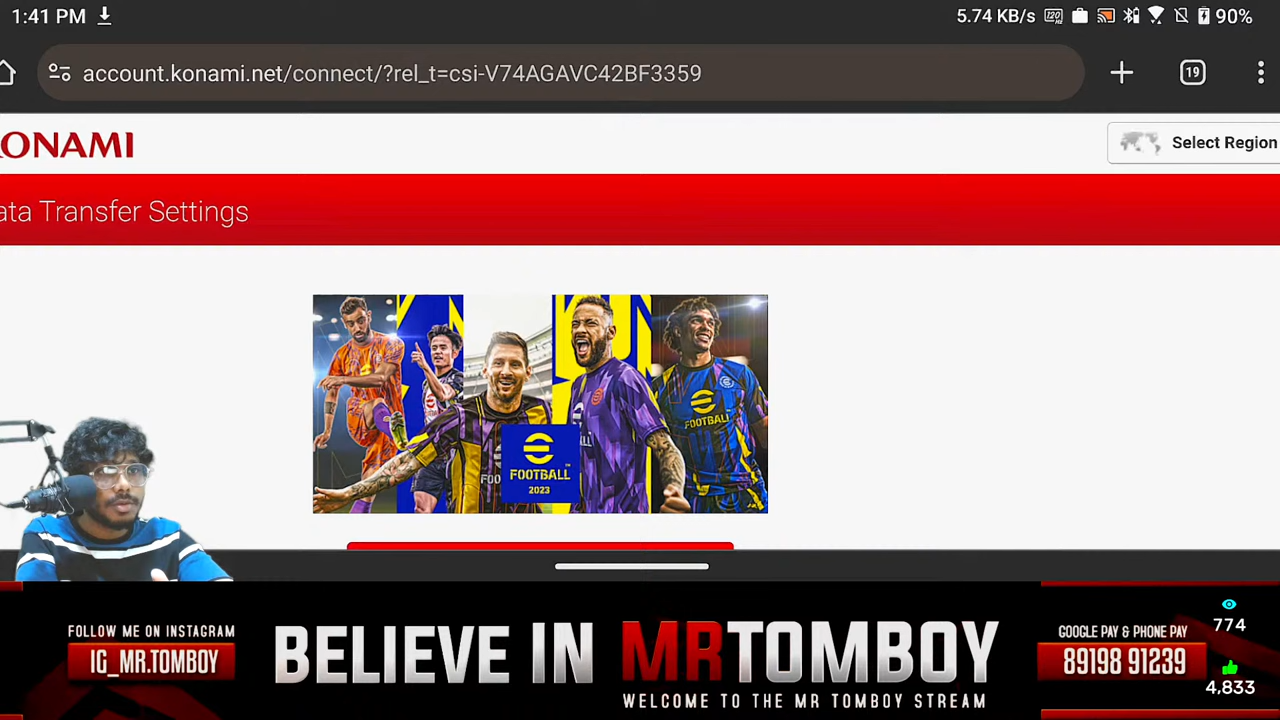 1:41 PM
5.74 KB/s
90%
account.konami.net/connect/?rel_t=csi-V74AGAVC42BF3359
19
KONAMI
Select Region
ata Transfer Settings
FOOTBALL
E
FOOTBALL
2023
FOLLOW ME ON INSTAGRAM
IG_MR.TOMBOY
BELIEVE IN MRTOMBOY
WELCOME TO THE MR TOMBOY STREAM
GOOGLE PAY & PHONE PAY
89198 91239
774
4,833